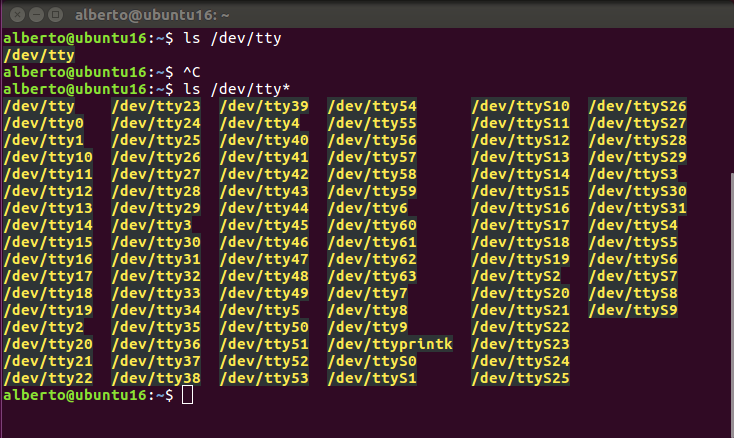 alberto@ubuntu16: ~
alberto@ubuntu16:~$ ls /dev/tty
/dev/tty
alberto@ubuntu16:~$ ^C
alberto@ubuntu16:~$ ls /dev/tty*
/dev/tty /dev/tty23 /dev/tty39 /dev/tty54 /dev/ttyS10 /dev/ttyS26
/dev/tty0 /dev/tty24 /dev/tty4 /dev/tty55 /dev/ttyS11 /dev/ttyS27
/dev/tty1 /dev/tty25 /dev/tty40 /dev/tty56 /dev/ttyS12 /dev/ttyS28
/dev/tty10 /dev/tty26 /dev/tty41 /dev/tty57 /dev/ttyS13 /dev/ttyS29
/dev/tty11 /dev/tty27 /dev/tty42 /dev/tty58 /dev/ttyS14 /dev/ttyS3
/dev/tty12 /dev/tty28 /dev/tty43 /dev/tty59 /dev/ttyS15 /dev/ttyS30
/dev/tty13 /dev/tty29 /dev/tty44 /dev/tty6 /dev/ttyS16 /dev/ttyS31
/dev/tty14 /dev/tty3 /dev/tty45 /dev/tty60 /dev/ttyS17 /dev/ttyS4
/dev/tty15 /dev/tty30 /dev/tty46 /dev/tty61 /dev/ttyS18 /dev/ttyS5
/dev/tty16 /dev/tty31 /dev/tty47 /dev/tty62 /dev/ttyS19 /dev/ttyS6
/dev/tty17 /dev/tty32 /dev/tty48 /dev/tty63 /dev/ttyS2 /dev/ttyS7
/dev/tty18 /dev/tty33 /dev/tty49 /dev/tty7 /dev/ttyS20 /dev/ttyS8
/dev/tty19 /dev/tty34 /dev/tty5 /dev/tty8 /dev/ttyS21 /dev/ttyS9
/dev/tty2 /dev/tty35 /dev/tty50 /dev/tty9 /dev/ttyS22
/dev/tty20 /dev/tty36 /dev/tty51 /dev/ttyprintk /dev/ttyS23
/dev/tty21 /dev/tty37 /dev/tty52 /dev/ttyS0 /dev/ttyS24
/dev/tty22 /dev/tty38 /dev/tty53 /dev/ttyS1 /dev/ttyS25
alberto@ubuntu16:~$